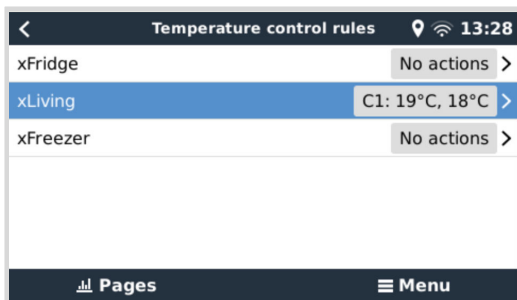 Temperature control rules 13:28
xFridge No actions
xLiving C1: 19°C, 18°C
xFreezer No actions
Pages Menu